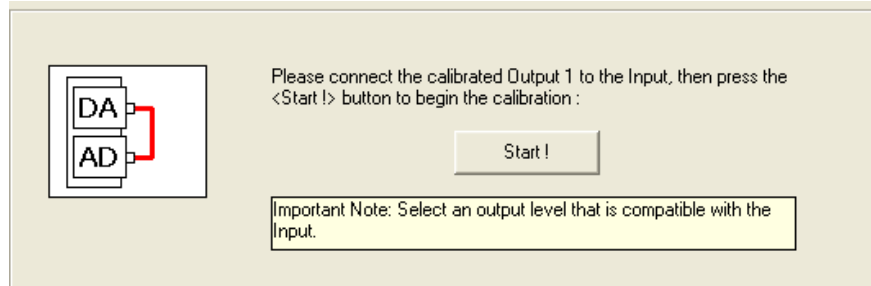 DA
AD
Please connect the calibrated Output 1 to the Input, then press the
<Start !> button to begin the calibration :
Start !
Important Note: Select an output level that is compatible with the
Input.